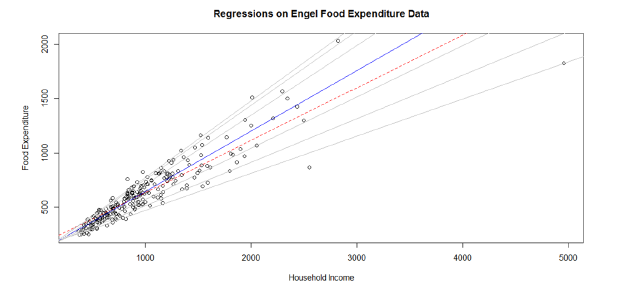 Regressions on Engel Food Expenditure Data
Food Expenditure
2000
1500
1000
500
1000 2000 3000 4000 5000
Household Income